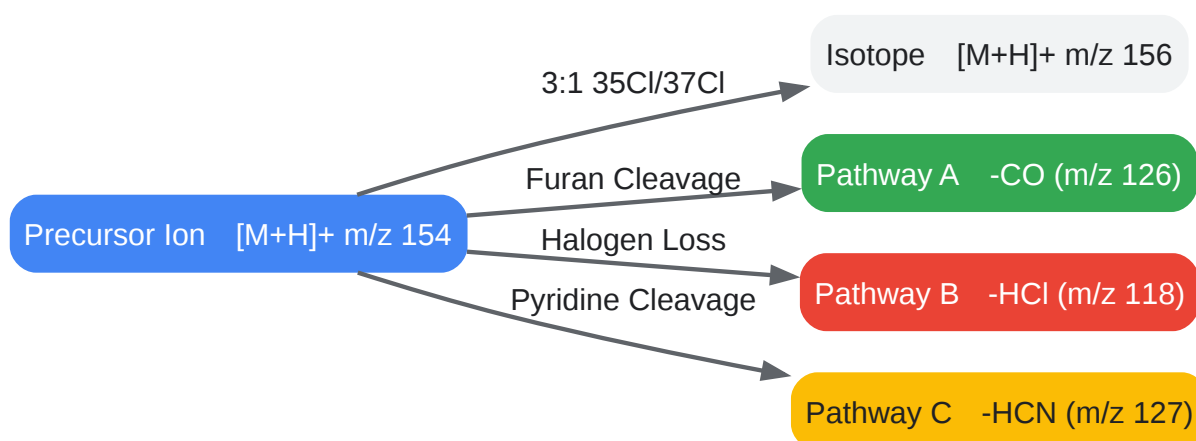 Isotope [M+H]+ m/z 156
3:1 35Cl/37Cl
Pathway A -CO (m/z 126)
Furan Cleavage
Precursor Ion [M+H]+ m/z 154
Halogen Loss
Pathway B -HCl (m/z 118)
Pyridine Cleavage
Pathway C -HCN (m/z 127)